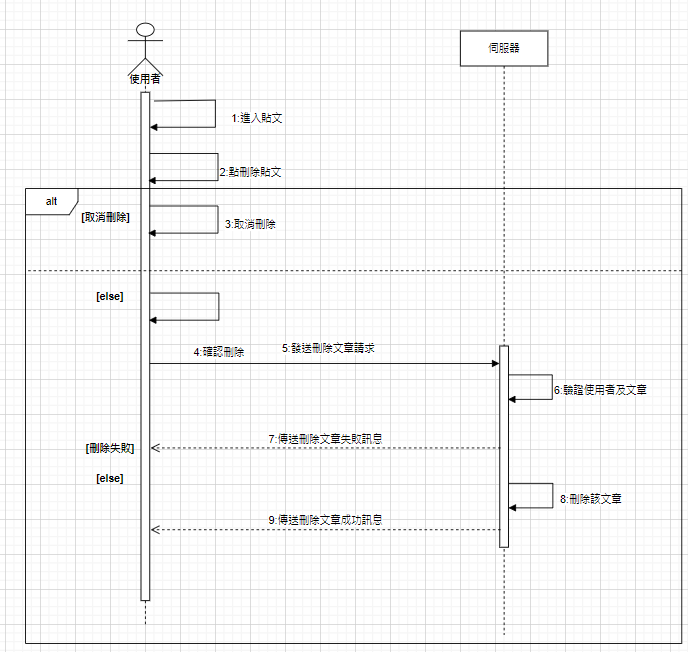 使用者
伺服器
1:進入貼文
2:點刪除貼文
alt
[取消刪除]
3:取消刪除
[else]
4:確認刪除
5:發送刪除文章請求
6:驗證使用者及文章
7:傳送刪除文章失敗訊息
[刪除失敗]
[else]
8:刪除該文章
9:傳送刪除文章成功訊息